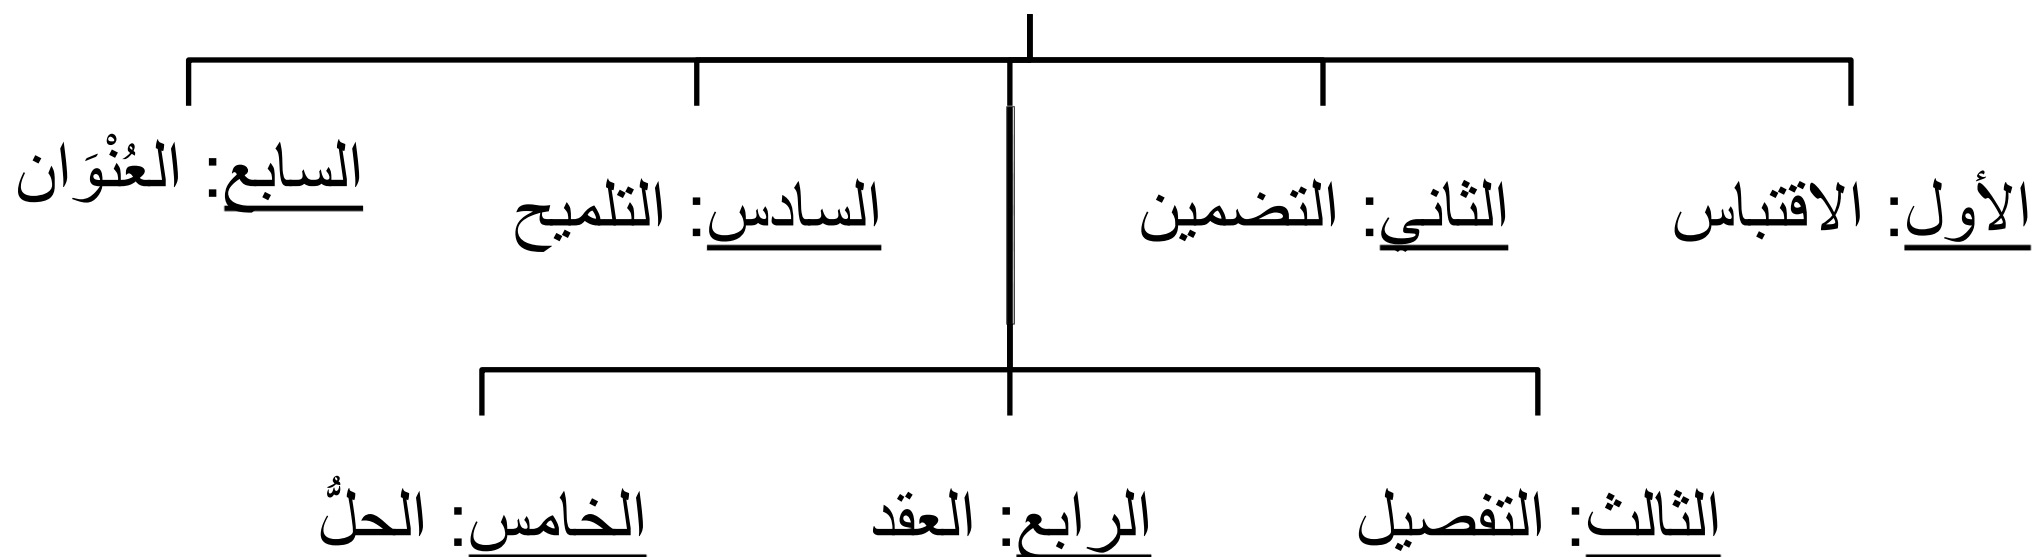 الأول: الاقتباس
الثاني: التضمين
السادس: التلميح
السابع: العُنْوَان
الثالث: التفصيل
الرابع: العقد
الخامس: الحلُّ